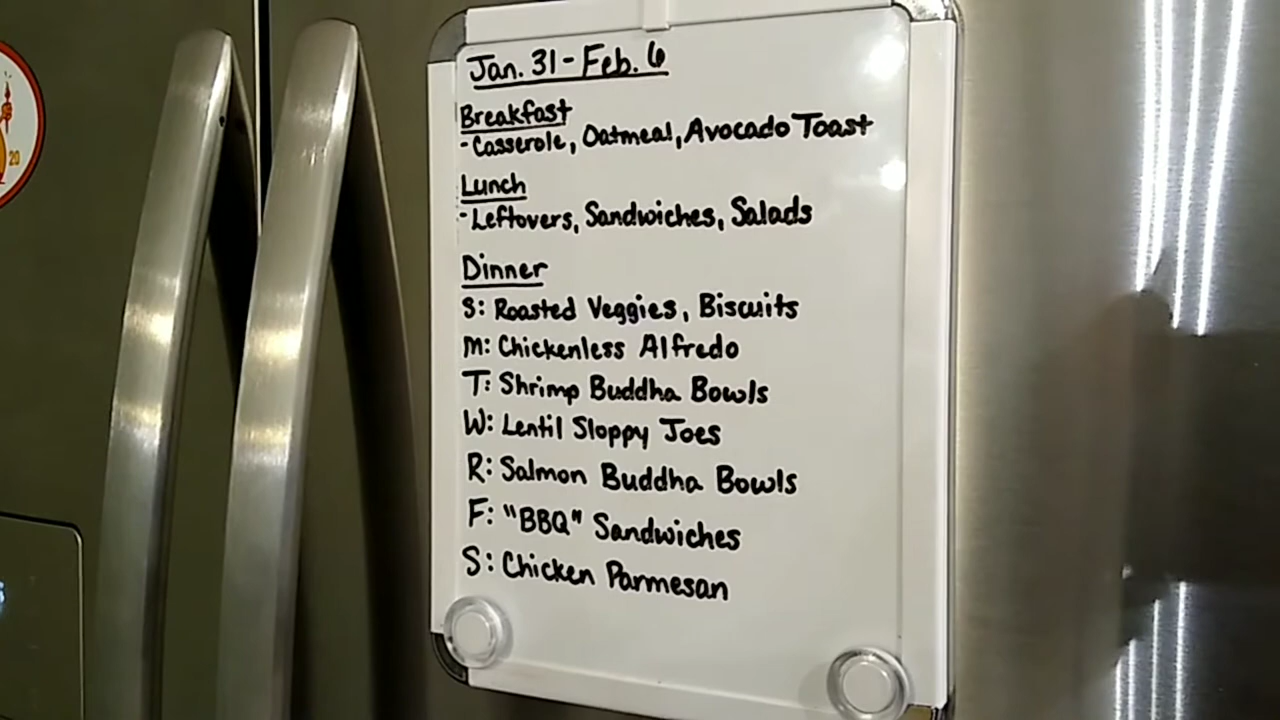 Jan. 31 - Feb. 6
Breakfast
- Casserole, Oatmeal, Avocado Toast
Lunch
- Leftovers, Sandwiches, Salads
Dinner
S: Roasted Veggies, Biscuits
M: Chickenless Alfredo
T: Shrimp Buddha Bowls
W: Lentil Sloppy Joes
R: Salmon Buddha Bowls
F: "BBQ" Sandwiches
S: Chicken Parmesan
20